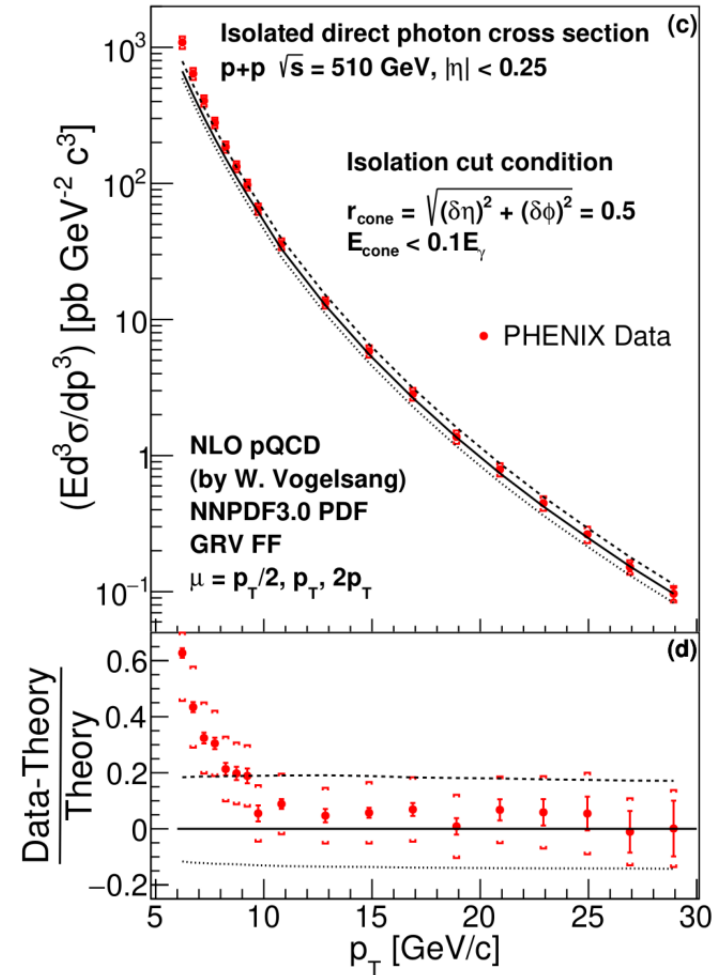 (c)
Isolated direct photon cross section
p+p √s = 510 GeV, |η| < 0.25
Isolation cut condition
r_cone = √(δη)² + (δϕ)² = 0.5
E_cone < 0.1E_γ
PHENIX Data
NLO pQCD
(by W. Vogelsang)
NNPDF3.0 PDF
GRV FF
μ = p_T/2, p_T, 2p_T
(Ed³σ/dp³) [pb GeV⁻² c³]
10³
10²
10
1
10⁻¹
(d)
Data-Theory
Theory
0.6
0.4
0.2
0
−0.2
5 10 15 20 25 30
p_T [GeV/c]